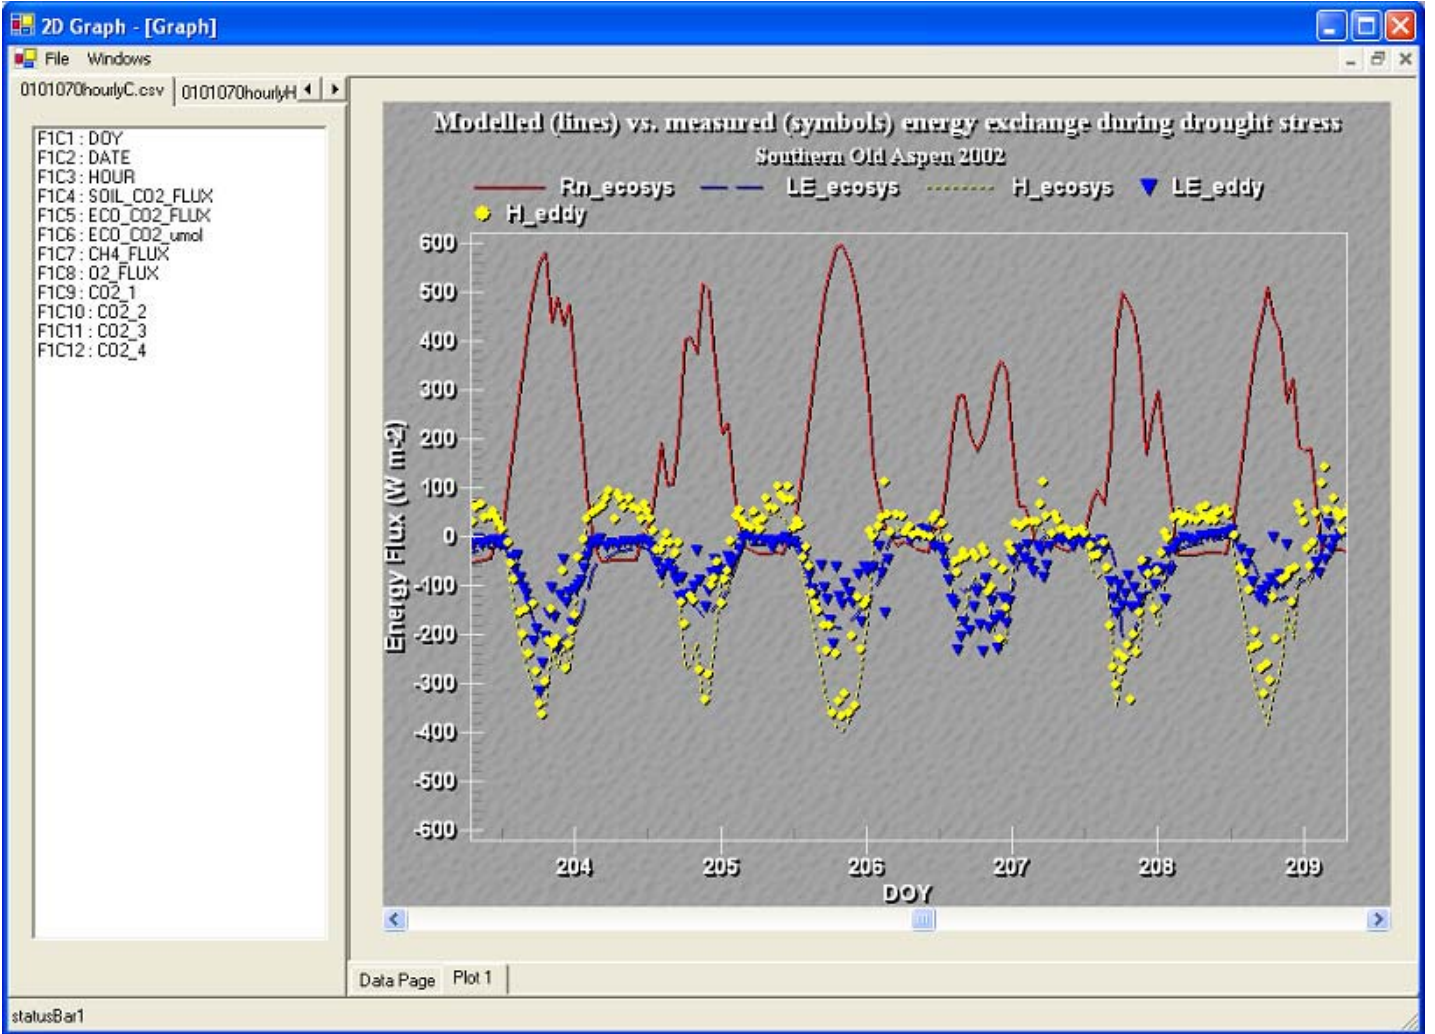 2D Graph - [Graph]
File Windows
0101070hourlyC.csv 0101070hourlyH
F1C1 : DOY
F1C2 : DATE
F1C3 : HOUR
F1C4 : SOIL_CO2_FLUX
F1C5 : ECO_CO2_FLUX
F1C6 : ECO_CO2_umol
F1C7 : CH4_FLUX
F1C8 : O2_FLUX
F1C9 : CO2_1
F1C10 : CO2_2
F1C11 : CO2_3
F1C12 : CO2_4
Modelled (lines) vs. measured (symbols) energy exchange during drought stress
Southern Old Aspen 2002
Rn_ecosys LE_ecosys H_ecosys LE_eddy
H_eddy
Energy Flux (W m-2)
600
500
400
300
200
100
0
-100
-200
-300
-400
-500
-600
204 205 206 207 208 209
DOY
Data Page Plot 1
statusBar1